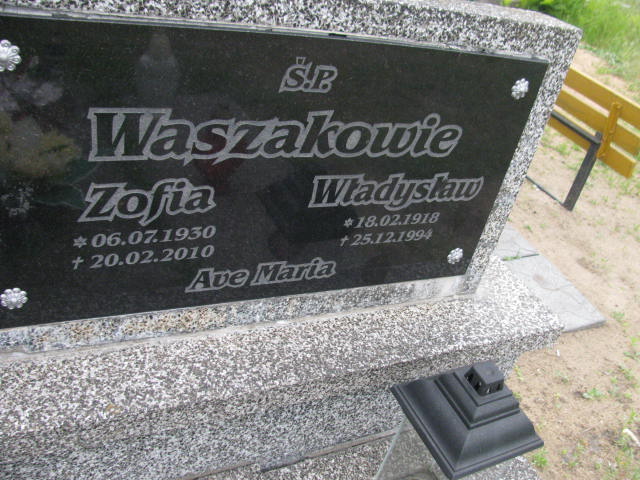 Ś.P.
Waszakowie
Zofia
* 06.07.1930
† 20.02.2010
Władysław
* 18.02.1918
† 25.12.1994
Ave Maria